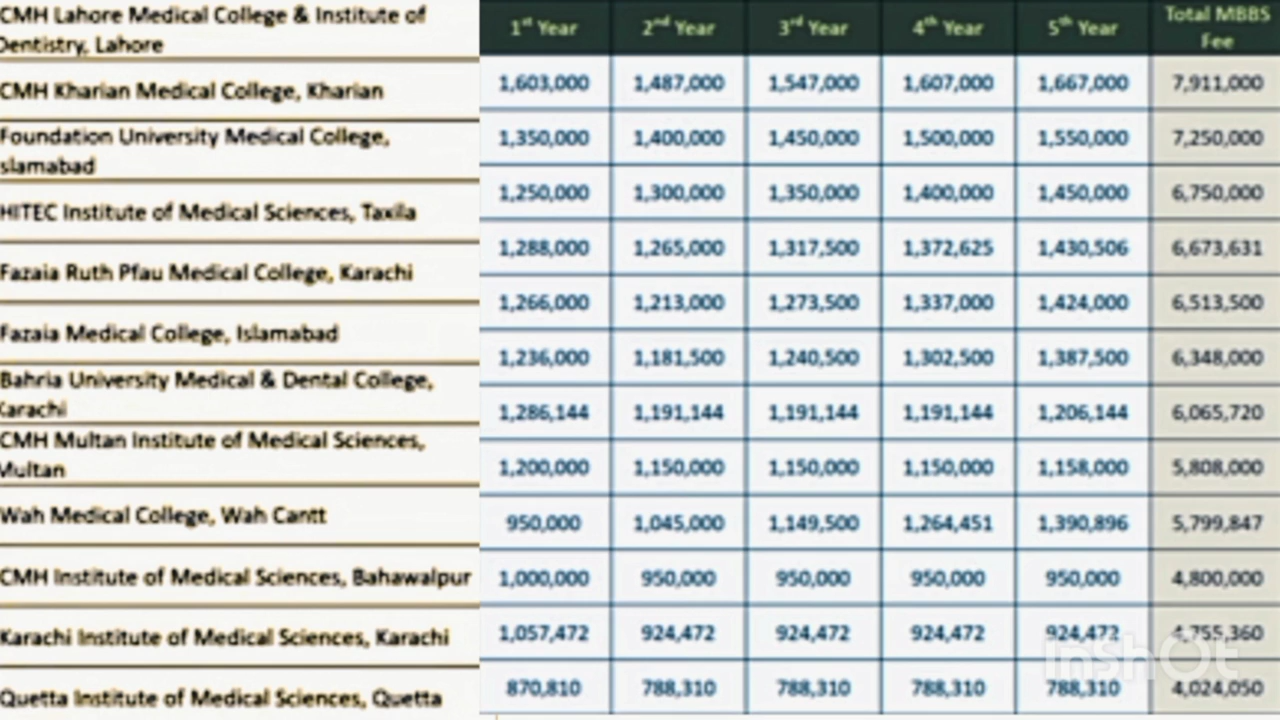 CMH Lahore Medical College & Institute of
Dentistry, Lahore
CMH Kharian Medical College, Kharian
Foundation University Medical College,
slamabad
HITEC Institute of Medical Sciences, Taxila
Fazaia Ruth Pfau Medical College, Karachi
Fazaia Medical College, Islamabad
Bahria University Medical & Dental College,
Karachi
CMH Multan Institute of Medical Sciences,
Multan
Wah Medical College, Wah Cantt
CMH Institute of Medical Sciences, Bahawalpur
Karachi Institute of Medical Sciences, Karachi
Quetta Institute of Medical Sciences, Quetta
1st Year 2nd Year 3rd Year 4th Year 5th Year Total MBBS
Fee
1,603,000 1,487,000 1,547,000 1,607,000 1,667,000 7,911,000
1,350,000 1,400,000 1,450,000 1,500,000 1,550,000 7,250,000
1,250,000 1,300,000 1,350,000 1,400,000 1,450,000 6,750,000
1,288,000 1,265,000 1,317,500 1,372,625 1,430,506 6,673,631
1,266,000 1,213,000 1,273,500 1,337,000 1,424,000 6,513,500
1,236,000 1,181,500 1,240,500 1,302,500 1,387,500 6,348,000
1,286,144 1,191,144 1,191,144 1,191,144 1,206,144 6,065,720
1,200,000 1,150,000 1,150,000 1,150,000 1,158,000 5,808,000
950,000 1,045,000 1,149,500 1,264,451 1,390,896 5,799,847
1,000,000 950,000 950,000 950,000 950,000 4,800,000
1,057,472 924,472 924,472 924,472 924,472 4,755,360
870,810 788,310 788,310 788,310 788,310 4,024,050
InShOt